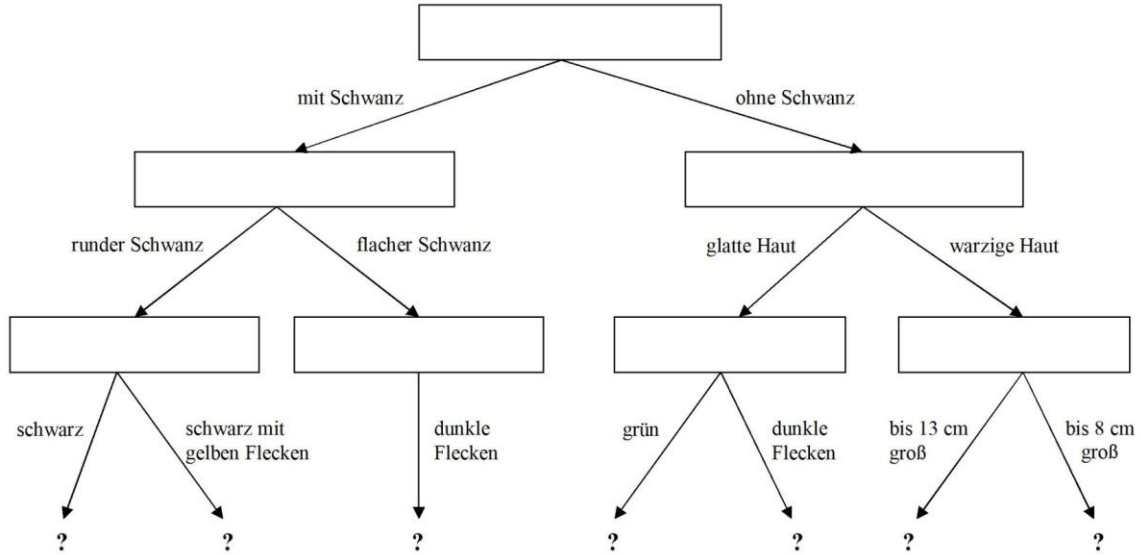 mit Schwanz
ohne Schwanz
runder Schwanz
flacher Schwanz
glatte Haut
warzige Haut
schwarz
schwarz mit
gelben Flecken
dunkle
Flecken
grün
dunkle
Flecken
bis 13 cm
groß
bis 8 cm
groß
? ? ? ? ? ? ?